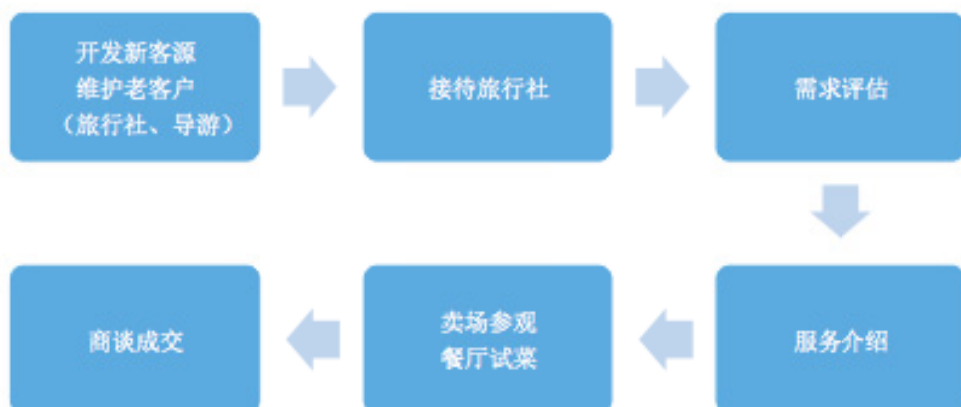 开发新客源
维护老客户
（旅行社、导游）
接待旅行社
需求评估
服务介绍
卖场参观
餐厅试菜
商谈成交